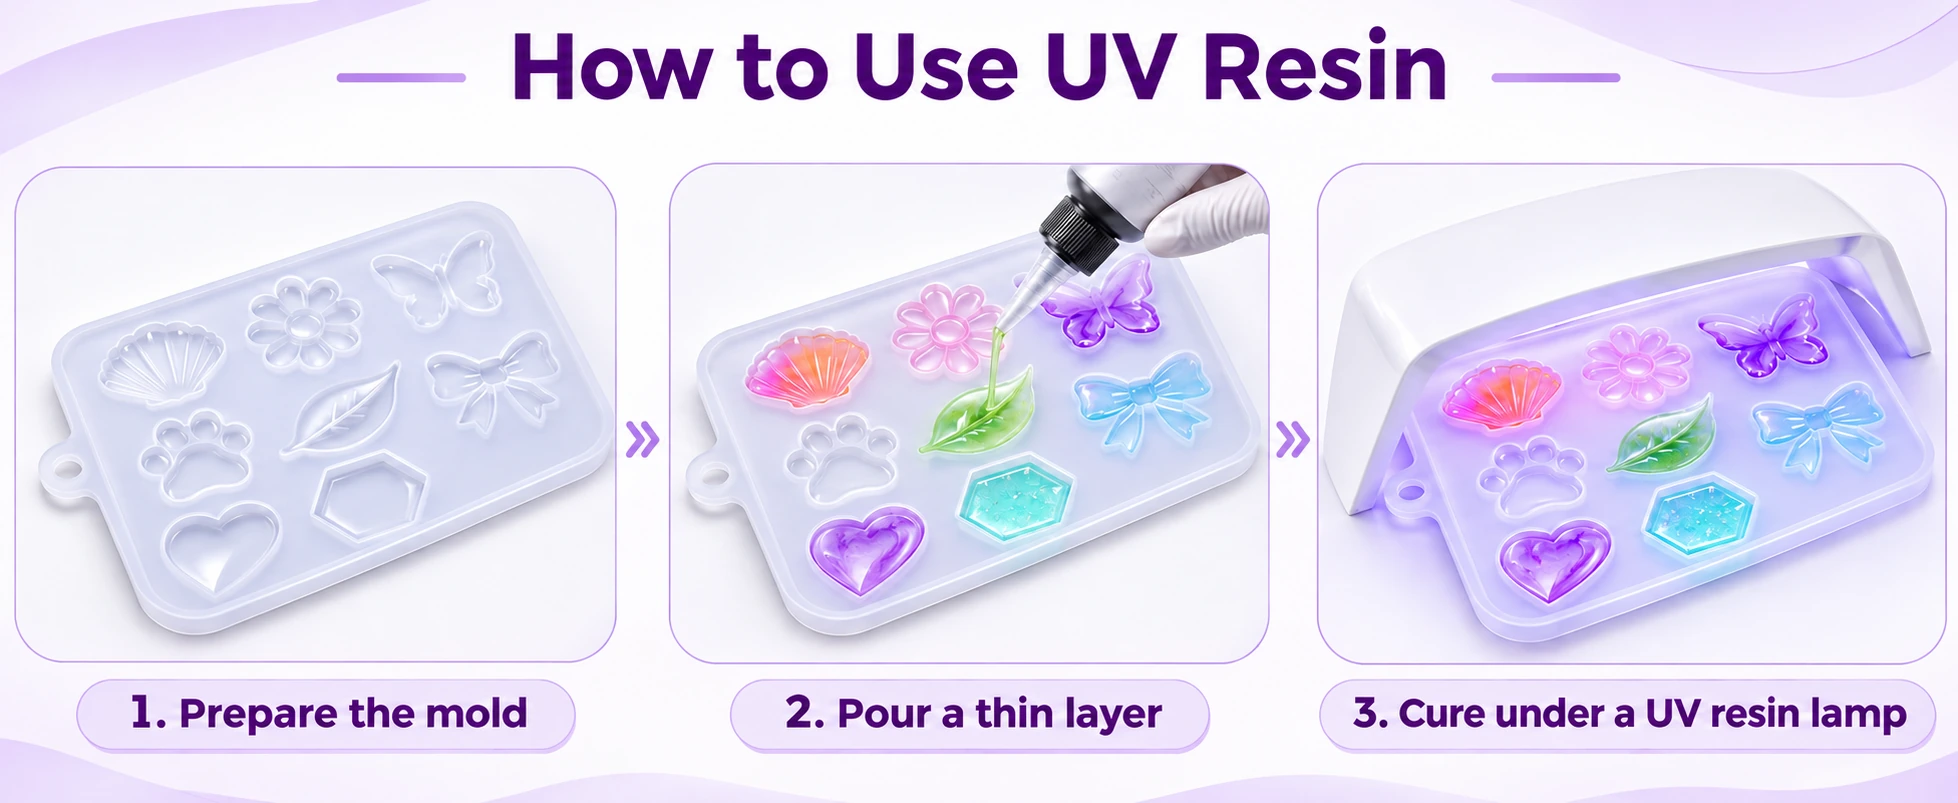 How to Use UV Resin
1. Prepare the mold
2. Pour a thin layer
3. Cure under a UV resin lamp